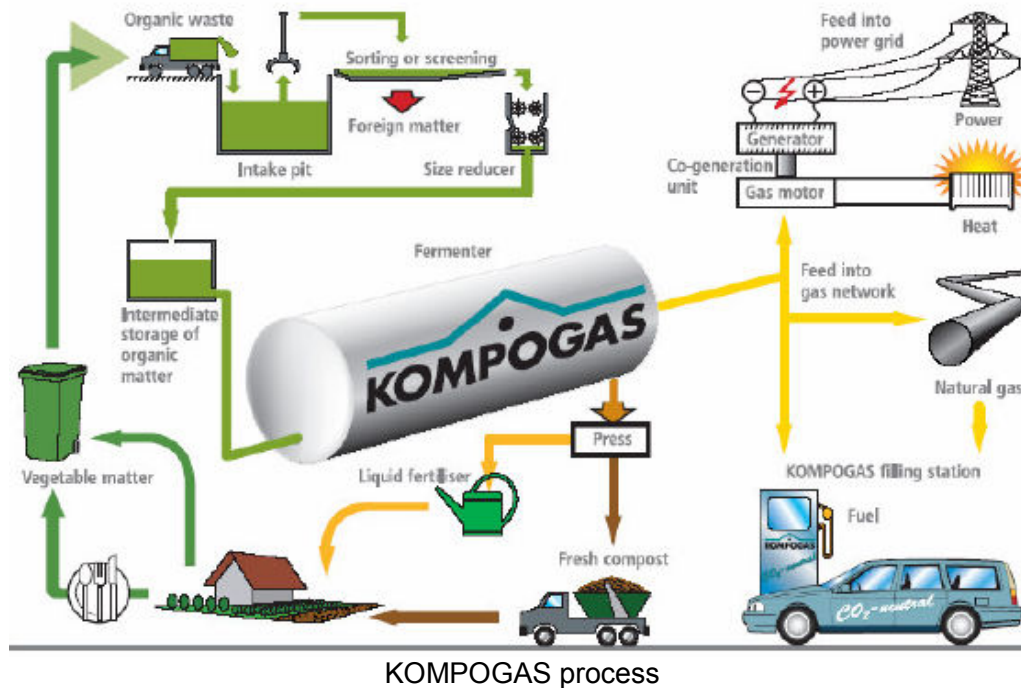 Organic waste
Sorting or screening
Foreign matter
Intake pit
Size reducer
Feed into
power grid
Power
Generator
Co-generation
unit
Gas motor
Heat
Fermenter
Intermediate
storage of
organic
matter
KOMPOGAS
Feed into
gas network
Natural gas
Press
Vegetable matter
Liquid fertiliser
KOMPOGAS filling station
Fuel
KOMPOGAS
CO2-neutral
Fresh compost
CO2-neutral
KOMPOGAS process